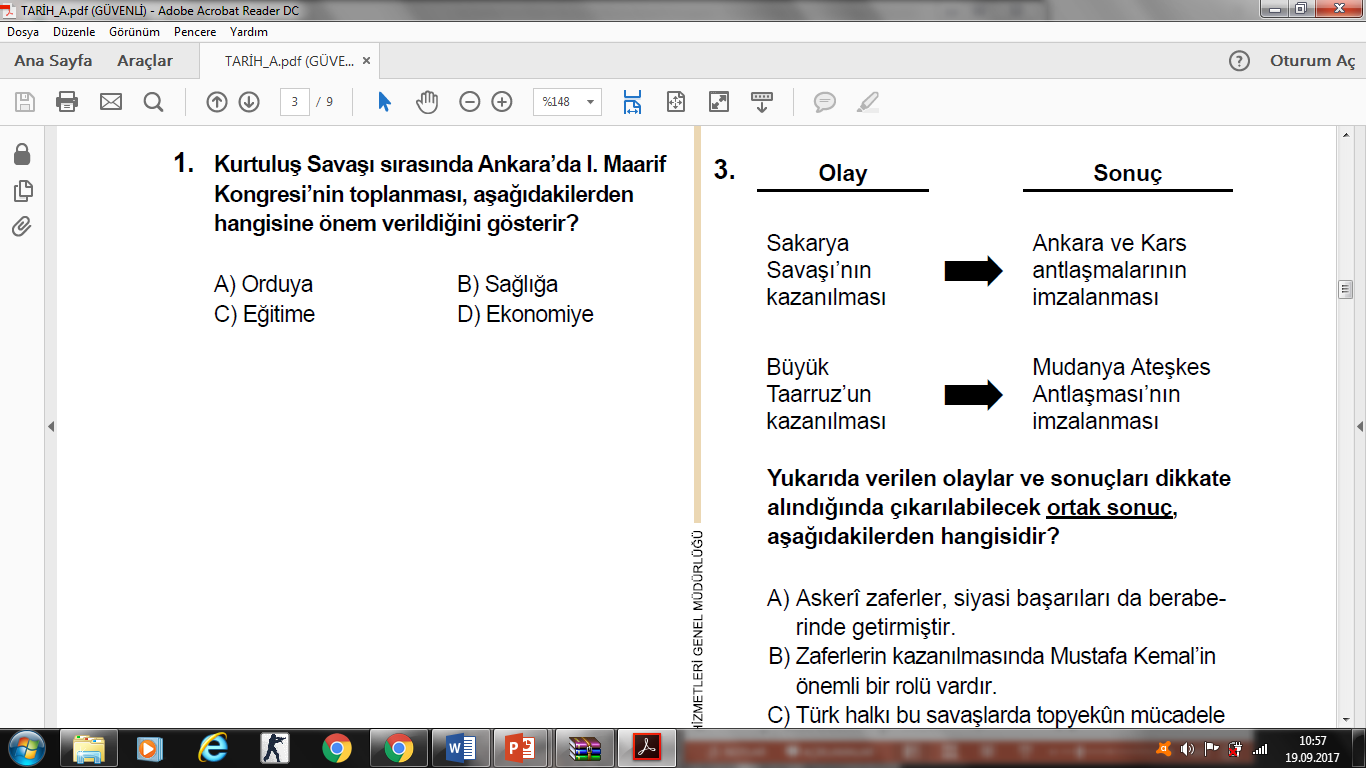 TARİH_A.pdf (GÜVENLİ) - Adobe Acrobat Reader DC
Dosya Düzenle Görünüm Pencere Yardım
Ana Sayfa Araçlar TARİH_A.pdf (GÜVE... × Oturum Aç
3 / 9 %148
1. Kurtuluş Savaşı sırasında Ankara’da I. Maarif
Kongresi’nin toplanması, aşağıdakilerden
hangisine önem verildiğini gösterir?
A) Orduya B) Sağlığa
C) Eğitime D) Ekonomiye
3. Olay Sonuç
Sakarya
Savaşı’nın
kazanılması
Ankara ve Kars
antlaşmalarının
imzalanması
Büyük
Taarruz’un
kazanılması
Mudanya Ateşkes
Antlaşması’nın
imzalanması
Yukarıda verilen olaylar ve sonuçları dikkate
alındığında çıkarılabilecek ortak sonuç,
aşağıdakilerden hangisidir?
A) Askerî zaferler, siyasi başarıları da berabe-
rinde getirmiştir.
B) Zaferlerin kazanılmasında Mustafa Kemal’in
önemli bir rolü vardır.
C) Türk halkı bu savaşlarda topyekûn mücadele
HİZMETLERİ GENEL MÜDÜRLÜĞÜ
10:57
19.09.2017